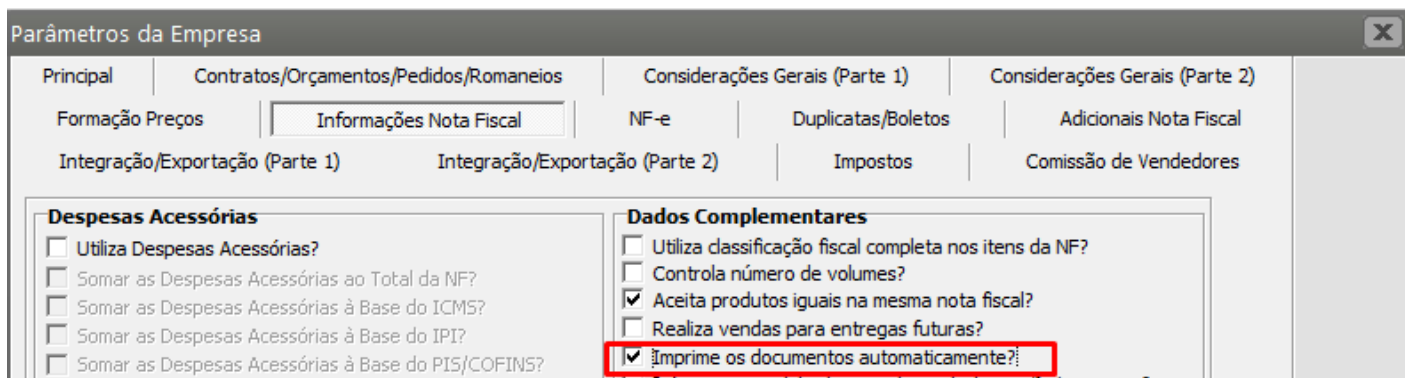 Parâmetros da Empresa
Principal Contratos/Orçamentos/Pedidos/Romaneios Considerações Gerais (Parte 1) Considerações Gerais (Parte 2)
Formação Preços Informações Nota Fiscal NF-e Duplicatas/Boletos Adicionais Nota Fiscal
Integração/Exportação (Parte 1) Integração/Exportação (Parte 2) Impostos Comissão de Vendedores
Despesas Acessórias
Utiliza Despesas Acessórias?
Somar as Despesas Acessórias ao Total da NF?
Somar as Despesas Acessórias à Base do ICMS?
Somar as Despesas Acessórias à Base do IPI?
Somar as Despesas Acessórias à Base do PIS/COFINS?
Dados Complementares
Utiliza classificação fiscal completa nos itens da NF?
Controla número de volumes?
Aceita produtos iguais na mesma nota fiscal?
Realiza vendas para entregas futuras?
Imprime os documentos automaticamente?